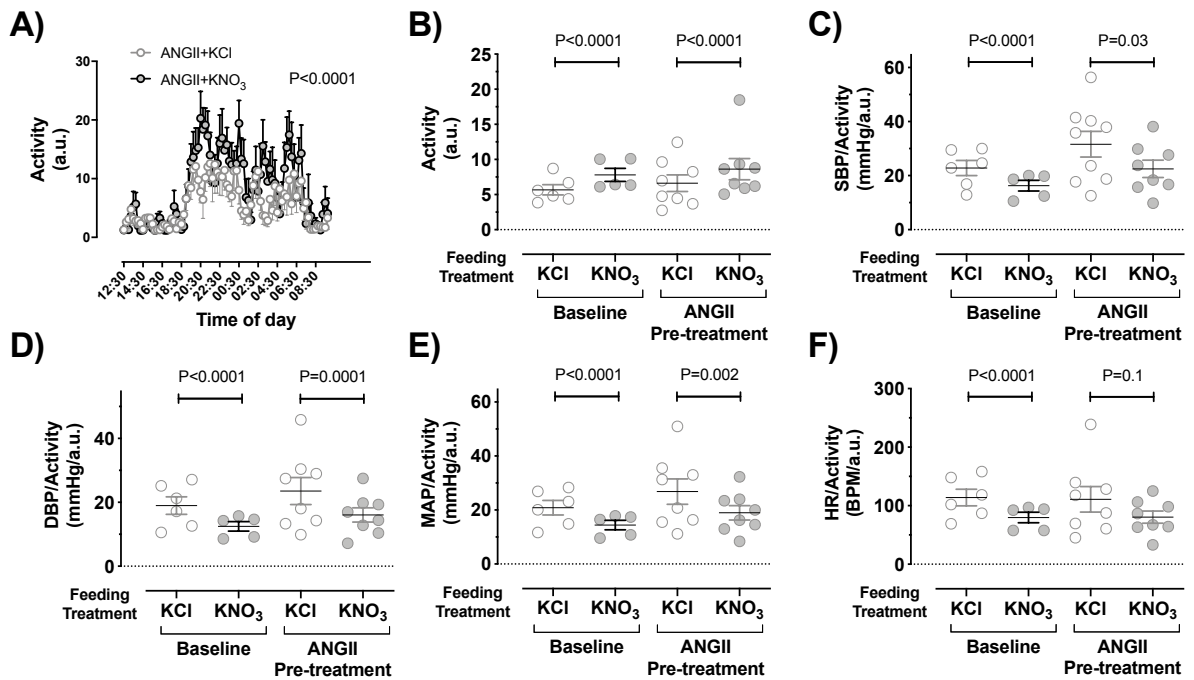 A)
ANGII+KCl
ANGII+KNO3
P<0.0001
30
20
10
0
Activity
(a.u.)
12:30
14:30
16:30
18:30
20:30
22:30
00:30
02:30
04:30
06:30
08:30
Time of day
B)
P<0.0001
P<0.0001
25
20
15
10
5
0
Activity
(a.u.)
Feeding
Treatment
KCl
KNO3
KCl
KNO3
Baseline
ANGII
Pre-treatment
C)
P<0.0001
P=0.03
60
40
20
0
SBP/Activity
(mmHg/a.u.)
Feeding
Treatment
KCl
KNO3
KCl
KNO3
Baseline
ANGII
Pre-treatment
D)
P<0.0001
P=0.0001
40
20
0
DBP/Activity
(mmHg/a.u.)
Feeding
Treatment
KCl
KNO3
KCl
KNO3
Baseline
ANGII
Pre-treatment
E)
P<0.0001
P=0.002
60
40
20
0
MAP/Activity
(mmHg/a.u.)
Feeding
Treatment
KCl
KNO3
KCl
KNO3
Baseline
ANGII
Pre-treatment
F)
P<0.0001
P=0.1
300
200
100
0
HR/Activity
(BPM/a.u.)
Feeding
Treatment
KCl
KNO3
KCl
KNO3
Baseline
ANGII
Pre-treatment